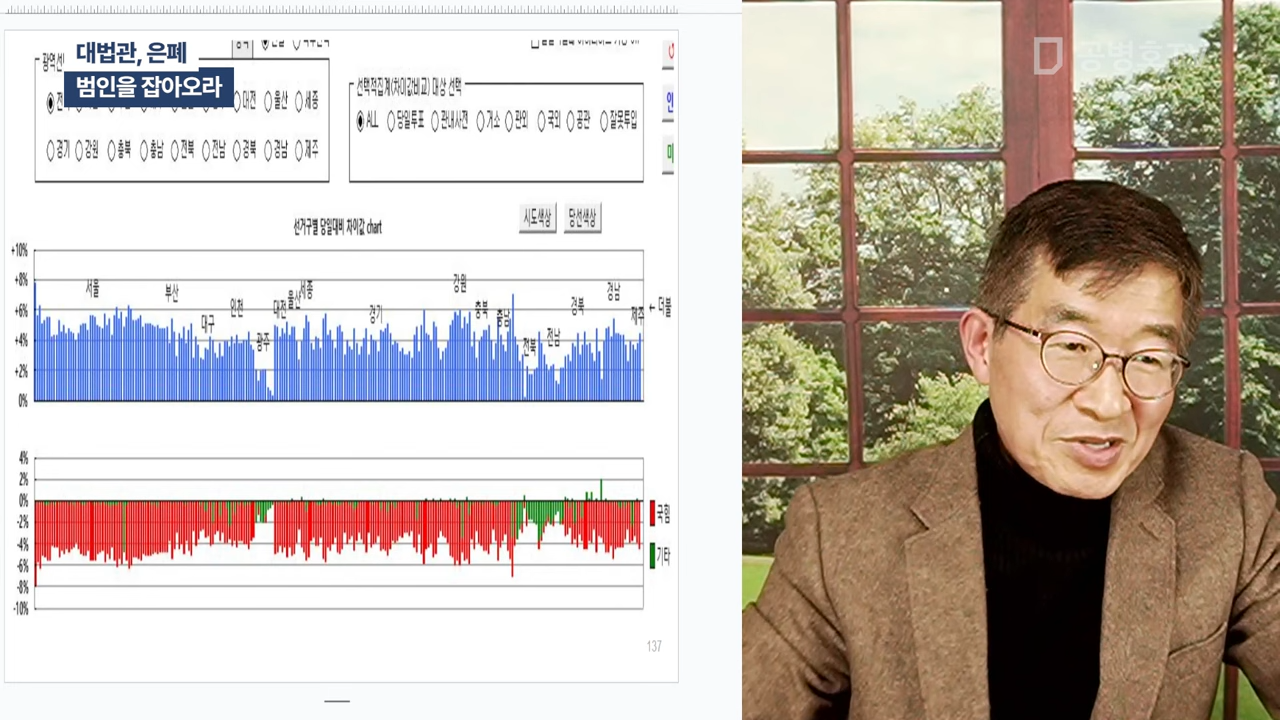 대법관, 은폐
범인을 잡아오라
공병호
선택적집계(차이값비교) 대상 선택
ALL 당일투표 관내사전 거소 관외 국외 공관 잘못투입
대전 울산 세종
경기 강원 충북 충남 전북 전남 경북 경남 제주
시도색상 당선색상
선거구별 당일대비 차이값 chart
+10%
+8%
+6%
+4%
+2%
0%
서울 부산 대구 인천 광주 대전 울산 세종 경기 강원 충북 충남 전북 전남 경북 경남 제주
← 더불
4%
2%
0%
-2%
-4%
-6%
-8%
-10%
국힘
기타
137